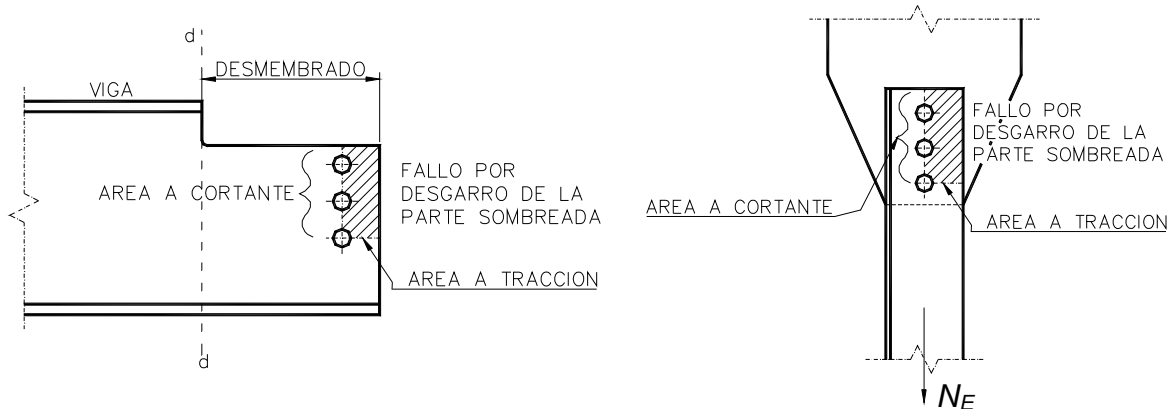 d
DESMEMBRADO
VIGA
AREA A CORTANTE
FALLO POR
DESGARRO DE LA
PARTE SOMBREADA
AREA A TRACCION
d
FALLO POR
DESGARRO DE LA
PARTE SOMBREADA
AREA A CORTANTE
AREA A TRACCION
NE